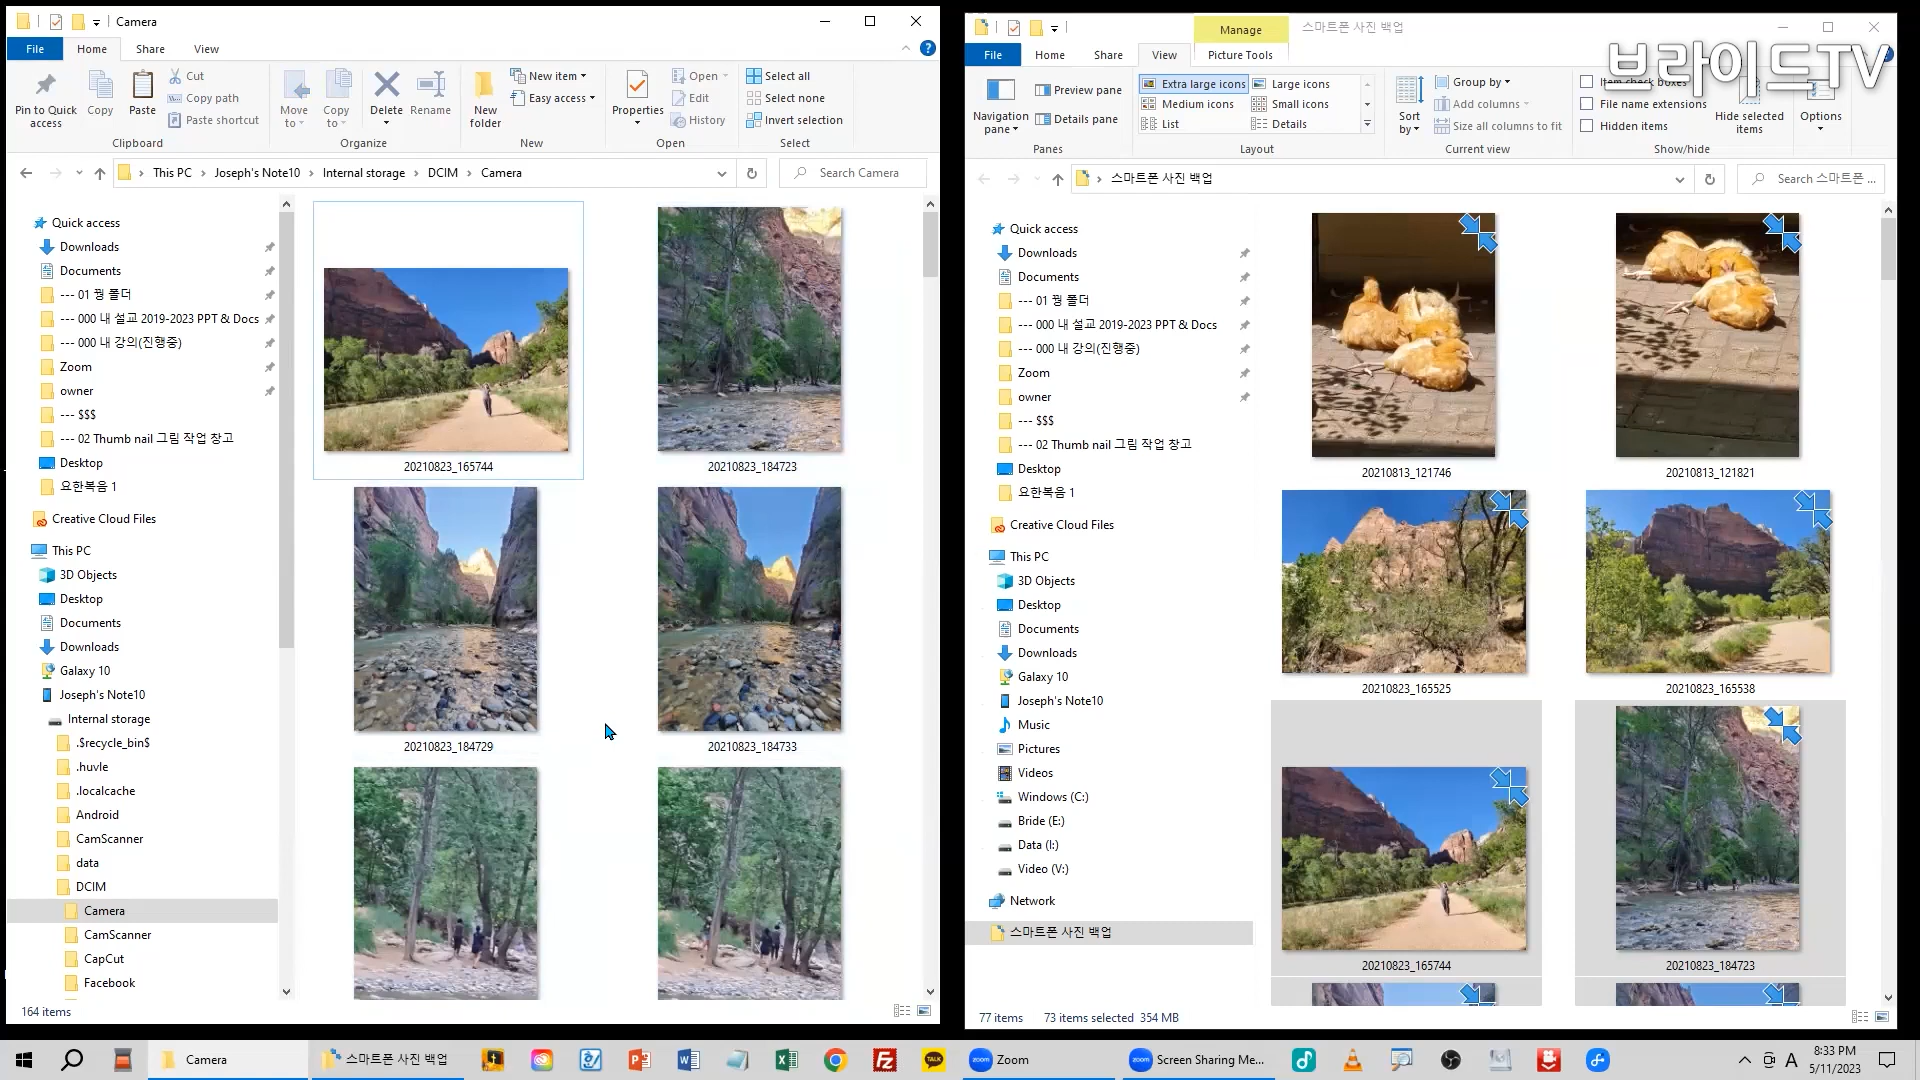 Camera
File
Home
Share
View
Pin to Quick access
Copy
Paste
Cut
Copy path
Paste shortcut
Clipboard
Move to
Copy to
Delete
Rename
Organize
New folder
New item
Easy access
New
Properties
Open
Edit
History
Open
Select all
Select none
Invert selection
Select
This PC > Joseph's Note10 > Internal storage > DCIM > Camera
Search Camera
Quick access
Downloads
Documents
--- 01 꿩 폴더
--- 000 내 설교 2019-2023 PPT & Docs
--- 000 내 강의(진행중)
Zoom
owner
--- $$$
--- 02 Thumb nail 그림 작업 창고
Desktop
요한복음 1
Creative Cloud Files
This PC
3D Objects
Desktop
Documents
Downloads
Galaxy 10
Joseph's Note10
Internal storage
.$recycle_bin$
.huvle
.localcache
Android
CamScanner
data
DCIM
Camera
CamScanner
CapCut
Facebook
20210823_165744
20210823_184723
20210823_184729
20210823_184733
164 items
Manage
스마트폰 사진 백업
브라이드TV
File
Home
Share
View
Picture Tools
Navigation pane
Preview pane
Details pane
Panes
Extra large icons
Large icons
Medium icons
Small icons
List
Details
Layout
Sort by
Group by
Add columns
Size all columns to fit
Current view
Item check boxes
File name extensions
Hidden items
Hide selected items
Show/hide
Options
스마트폰 사진 백업
Search 스마트폰 ...
Quick access
Downloads
Documents
--- 01 꿩 폴더
--- 000 내 설교 2019-2023 PPT & Docs
--- 000 내 강의(진행중)
Zoom
owner
--- $$$
--- 02 Thumb nail 그림 작업 창고
Desktop
요한복음 1
Creative Cloud Files
This PC
3D Objects
Desktop
Documents
Downloads
Galaxy 10
Joseph's Note10
Music
Pictures
Videos
Windows (C:)
Bride (E:)
Data (I:)
Video (V:)
Network
스마트폰 사진 백업
20210813_121746
20210813_121821
20210823_165525
20210823_165538
20210823_165744
20210823_184723
77 items
73 items selected 354 MB
Camera
스마트폰 사진 백업
TALK
zoom
Zoom
zoom
Screen Sharing Me...
A
8:33 PM
5/11/2023